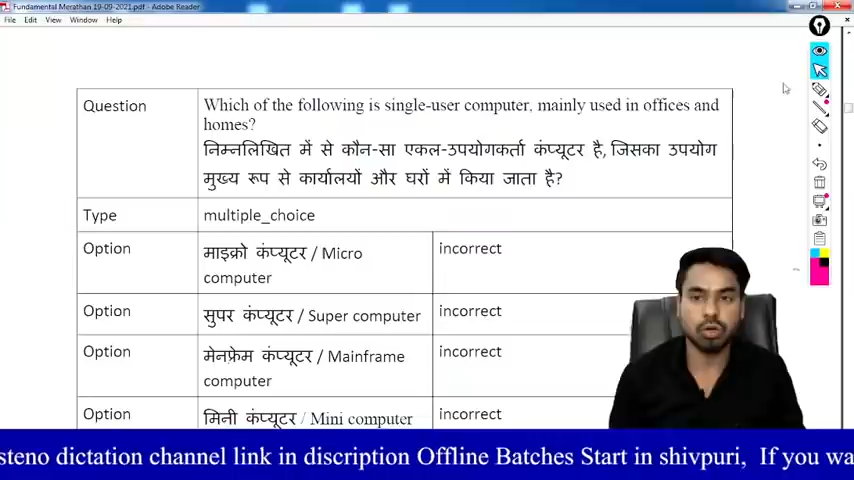 Fundamental Merathan 19-09-2021.pdf - Adobe Reader
File Edit View Window Help
Question
Which of the following is single-user computer, mainly used in offices and
homes?
निम्नलिखित में से कौन-सा एकल-उपयोगकर्ता कंप्यूटर है, जिसका उपयोग
मुख्य रूप से कार्यालयों और घरों में किया जाता है?
Type multiple_choice
Option माइक्रो कंप्यूटर / Micro incorrect
computer
Option सुपर कंप्यूटर / Super computer incorrect
Option मेनफ्रेम कंप्यूटर / Mainframe incorrect
computer
Option मिनी कंप्यूटर / Mini computer incorrect
steno dictation channel link in discription Offline Batches Start in shivpuri, If you wa